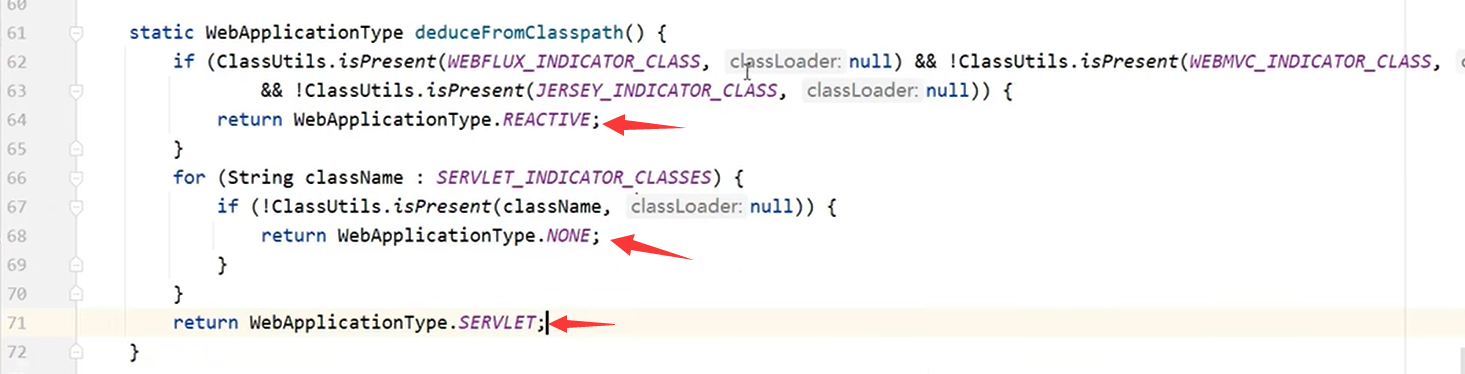 60
61 static WebApplicationType deduceFromClasspath() {
62 if (ClassUtils.isPresent(WEBFLUX_INDICATOR_CLASS, classLoader: null) && !ClassUtils.isPresent(WEBMVC_INDICATOR_CLASS,
63 && !ClassUtils.isPresent(JERSEY_INDICATOR_CLASS, classLoader: null)) {
64 return WebApplicationType.REACTIVE;
65 }
66 for (String className : SERVLET_INDICATOR_CLASSES) {
67 if (!ClassUtils.isPresent(className, classLoader: null)) {
68 return WebApplicationType.NONE;
69 }
70 }
71 return WebApplicationType.SERVLET;
72 }